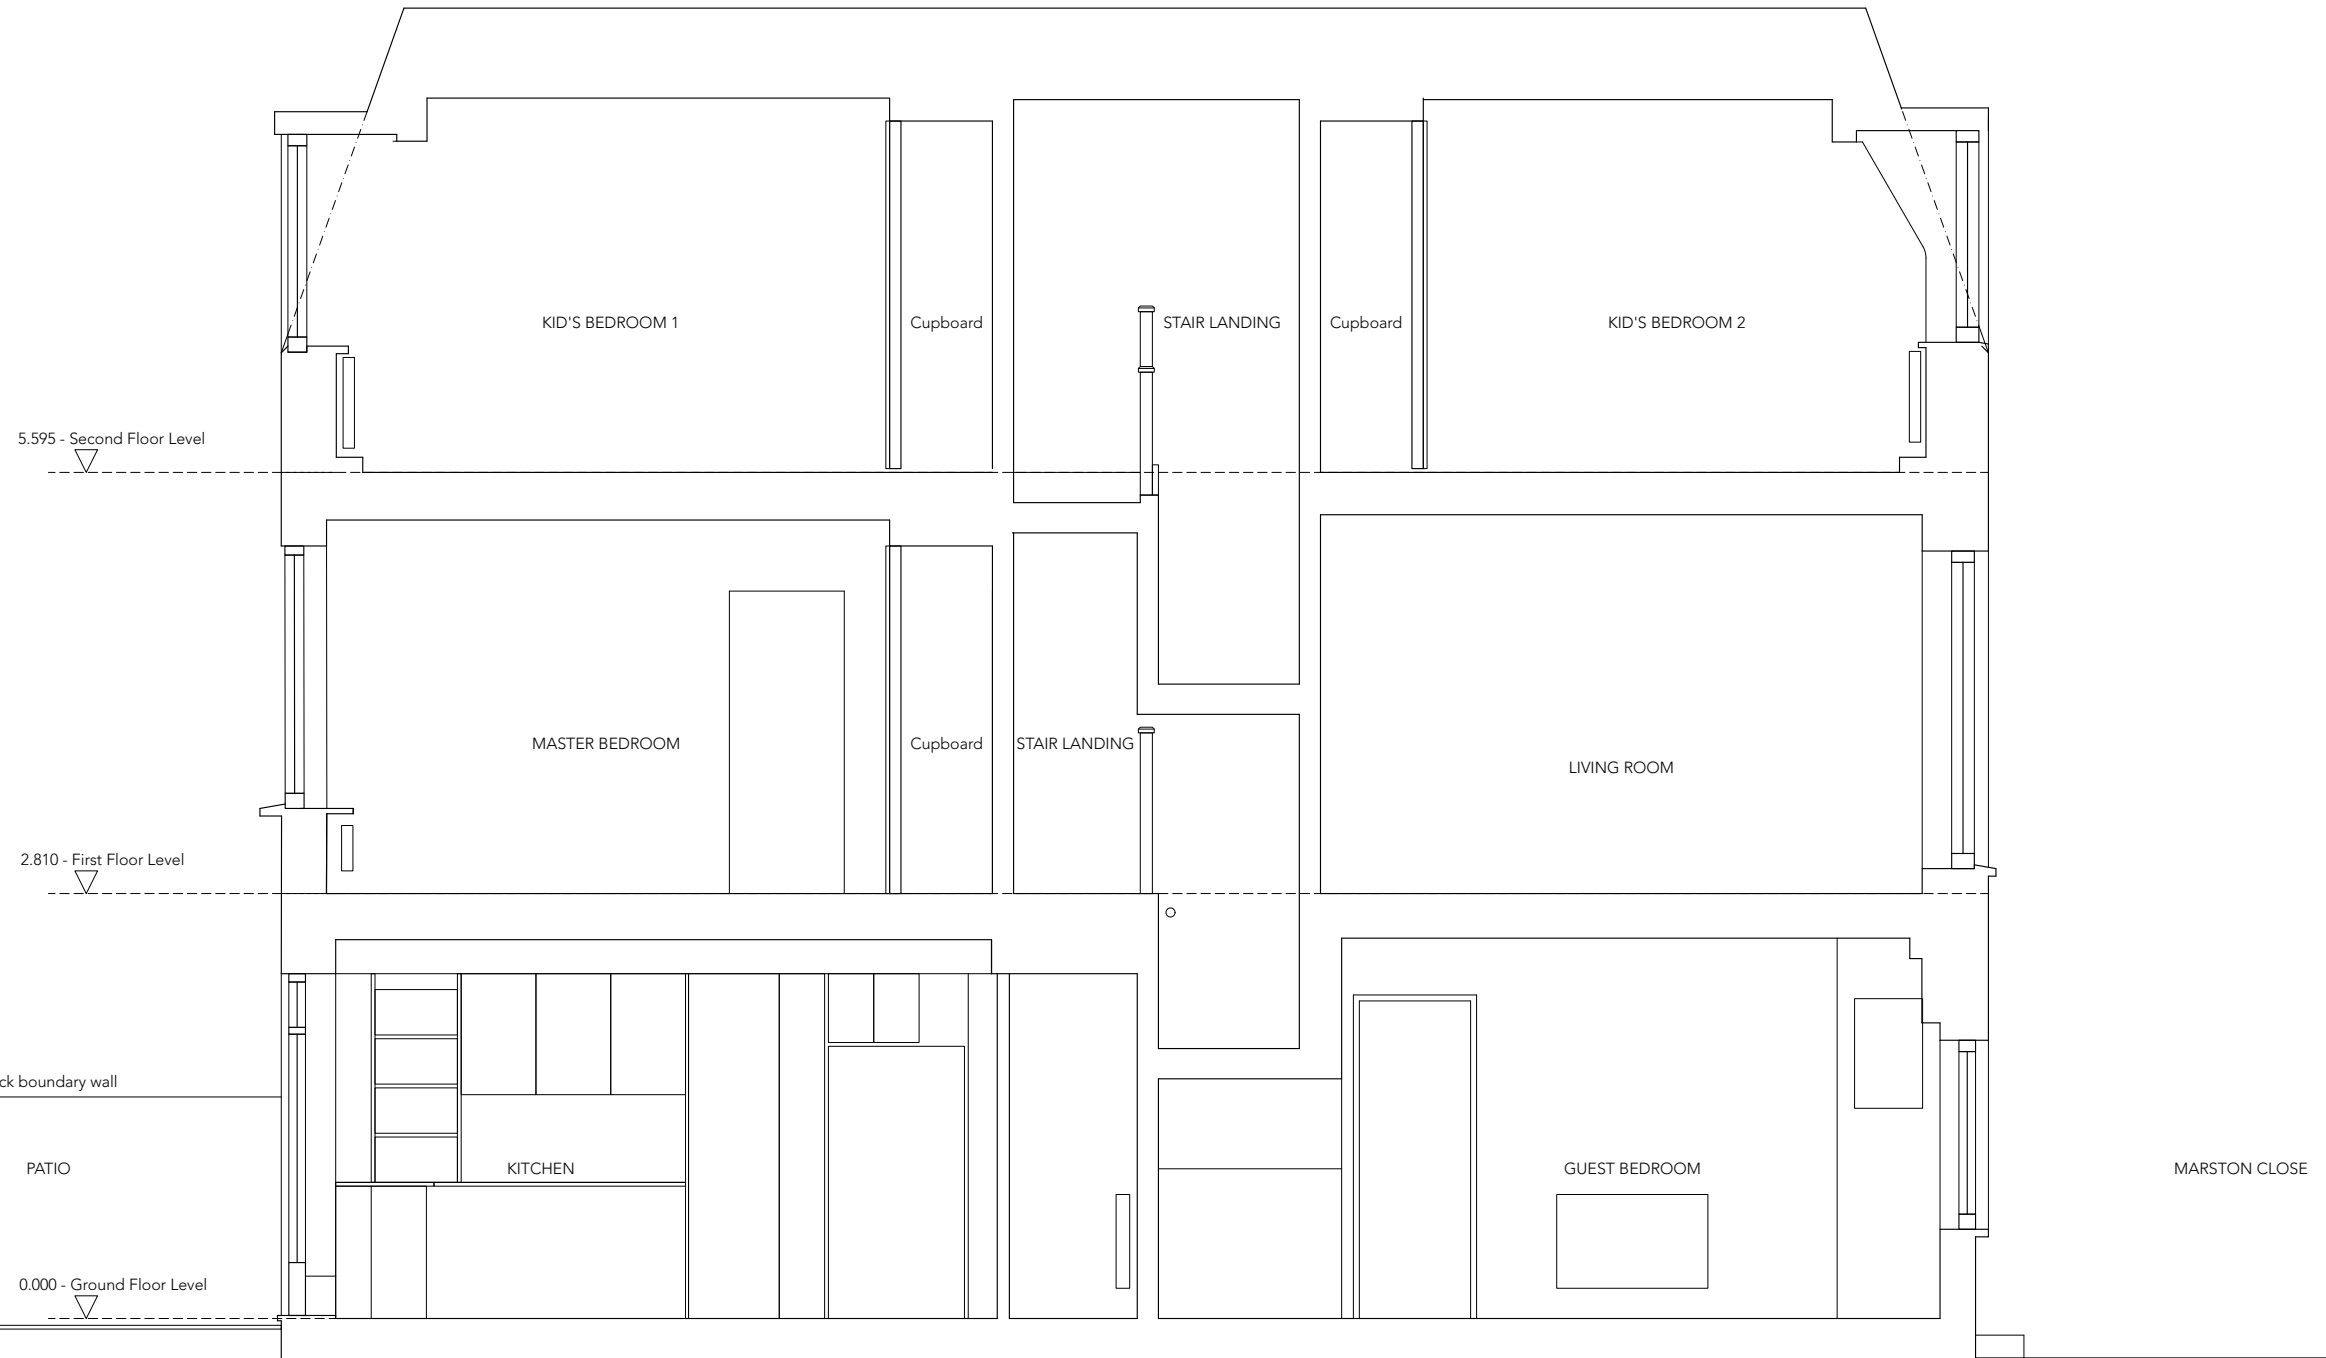 KID'S BEDROOM 1
Cupboard
STAIR LANDING
Cupboard
KID'S BEDROOM 2
5.595 - Second Floor Level
MASTER BEDROOM
Cupboard
STAIR LANDING
LIVING ROOM
2.810 - First Floor Level
boundary wall
PATIO
KITCHEN
GUEST BEDROOM
MARSTON CLOSE
0.000 - Ground Floor Level